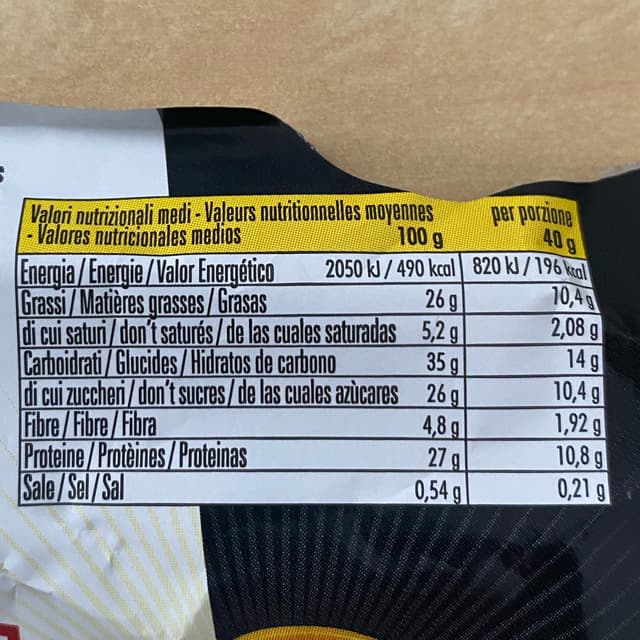 Valori nutrizionali medi - Valeurs nutritionnelles moyennes
- Valores nutricionales medios 100 g per porzione 40 g
Energia / Energie / Valor Energético 2050 kJ / 490 kcal 820 kJ / 196 kcal
Grassi / Matières grasses / Grasas 26 g 10,4 g
di cui saturi / don't saturés / de las cuales saturadas 5,2 g 2,08 g
Carboidrati / Glucides / Hidratos de carbono 35 g 14 g
di cui zuccheri / don't sucres / de las cuales azùcares 26 g 10,4 g
Fibre / Fibre / Fibra 4,8 g 1,92 g
Proteine / Protèines / Proteinas 27 g 10,8 g
Sale / Sel / Sal 0,54 g 0,21 g